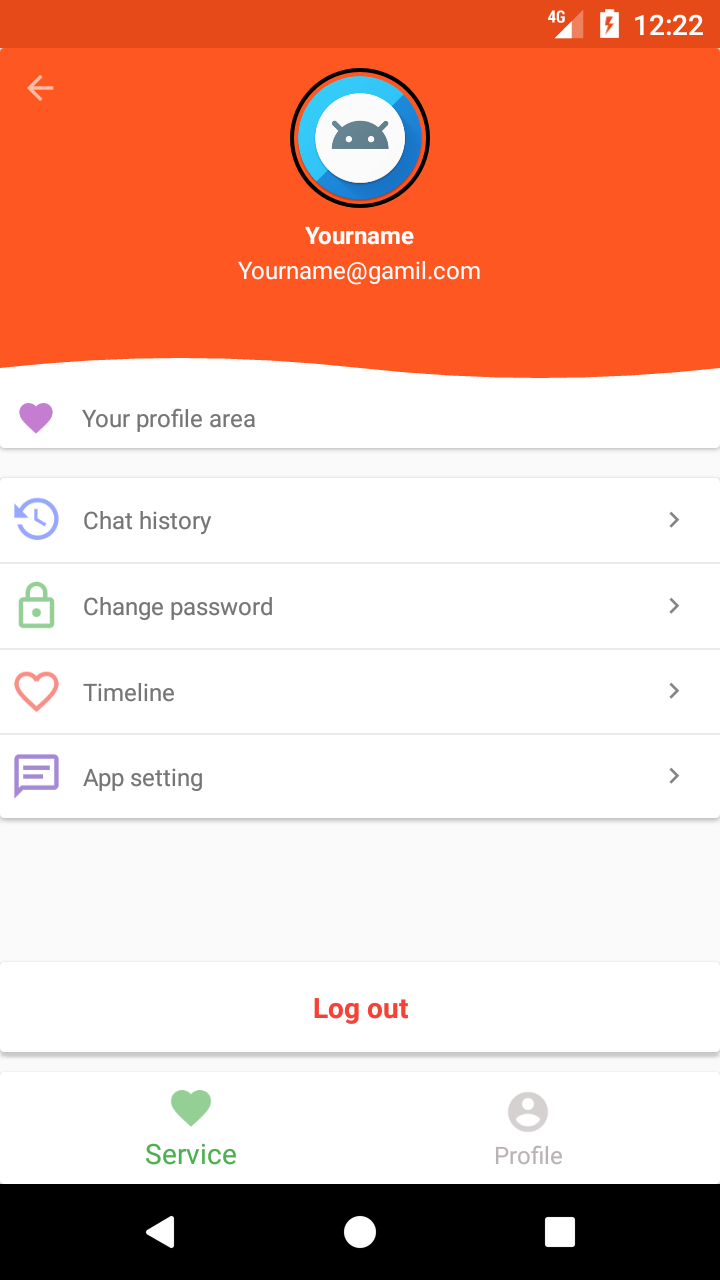 4G 12:22
Yourname
Yourname@gamil.com
Your profile area
Chat history
Change password
Timeline
App setting
Log out
Service
Profile